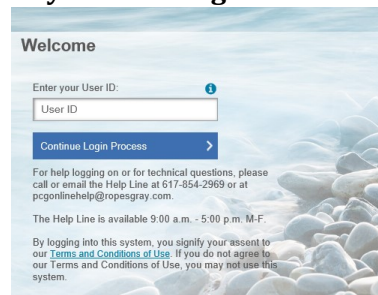 Welcome
Enter your User ID:
User ID
Continue Login Process
For help logging on or for technical questions, please
call or email the Help Line at 617-854-2969 or at
pcgonlinehelp@ropesgray.com.
The Help Line is available 9:00 a.m. - 5:00 p.m. M-F.
By logging into this system, you signify your assent to
our Terms and Conditions of Use. If you do not agree to
our Terms and Conditions of Use, you may not use this
system.